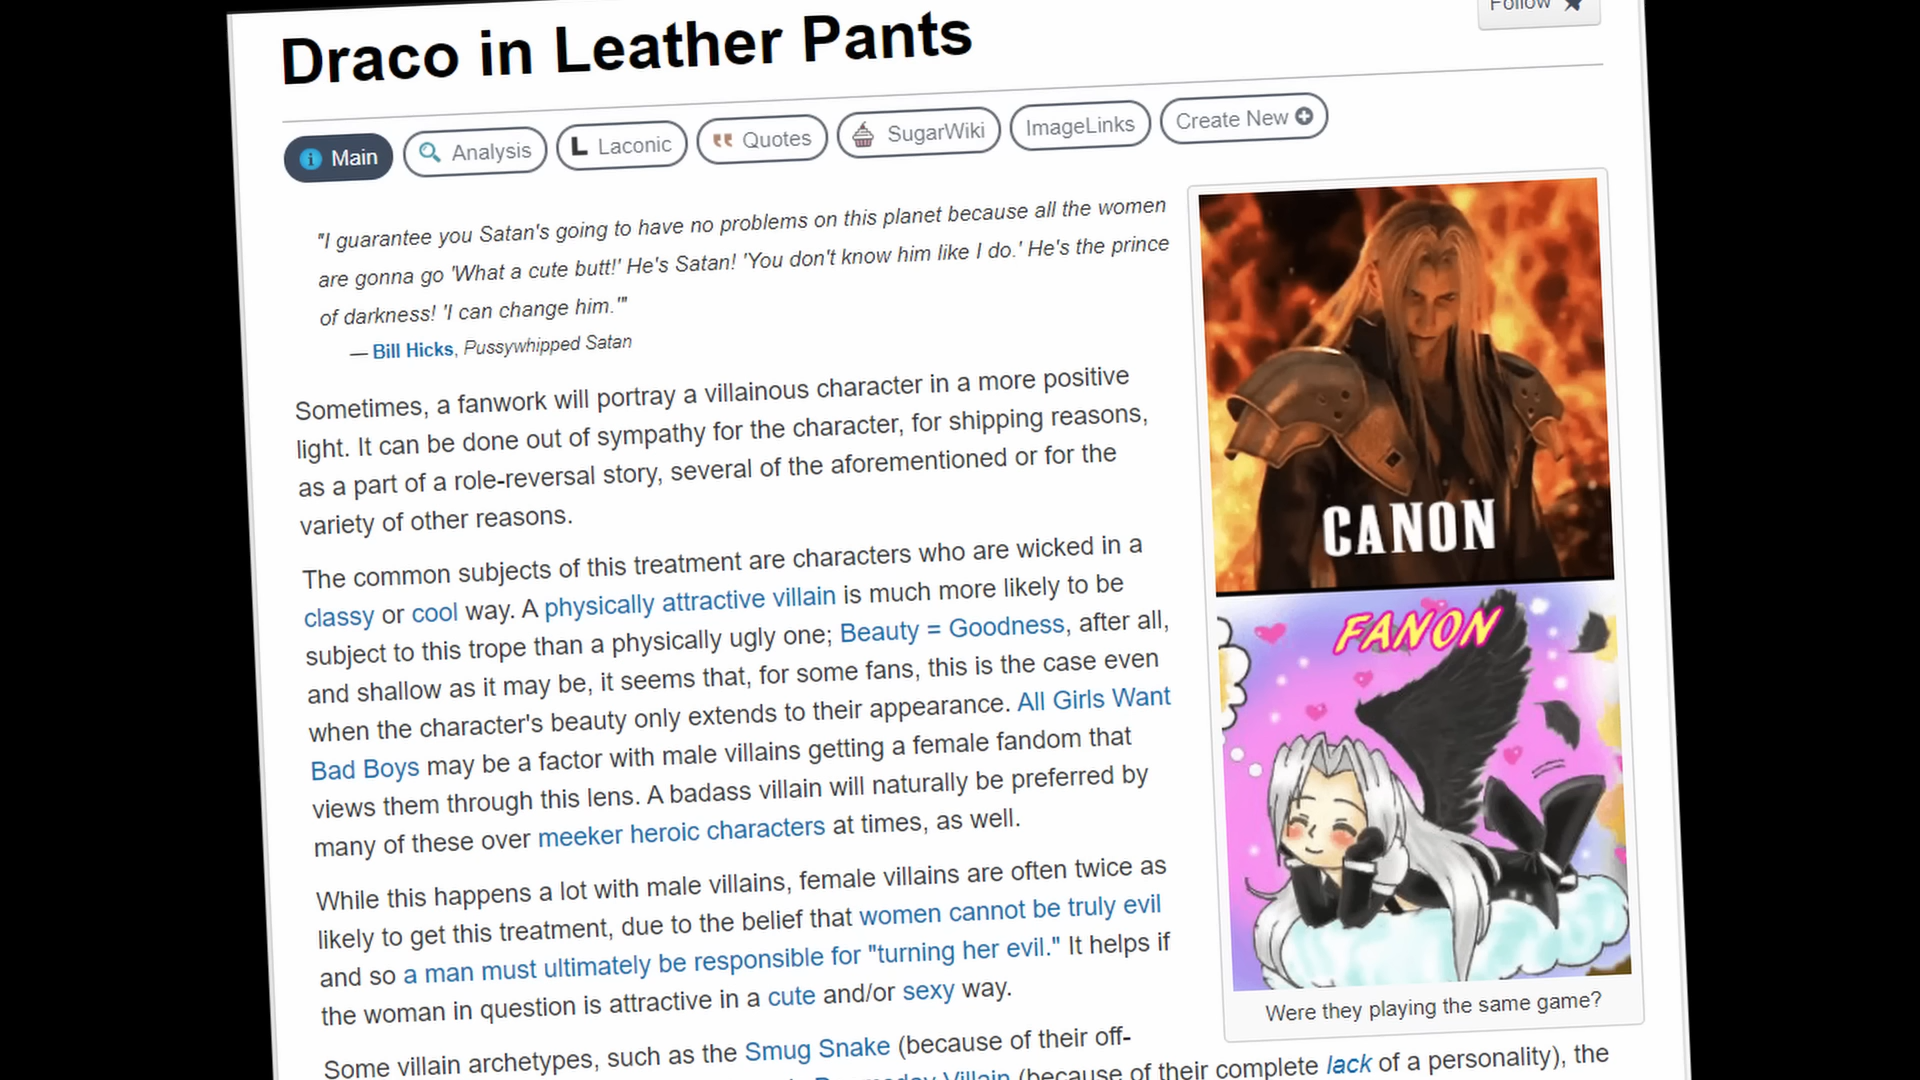 Follow
Draco in Leather Pants
Main
Analysis
Laconic
Quotes
SugarWiki
ImageLinks
Create New
"I guarantee you Satan's going to have no problems on this planet because all the women
are gonna go 'What a cute butt!' He's Satan! 'You don't know him like I do.' He's the prince
of darkness! 'I can change him.'"
— Bill Hicks, Pussywhipped Satan
Sometimes, a fanwork will portray a villainous character in a more positive
light. It can be done out of sympathy for the character, for shipping reasons,
as a part of a role-reversal story, several of the aforementioned or for the
variety of other reasons.
The common subjects of this treatment are characters who are wicked in a
classy or cool way. A physically attractive villain is much more likely to be
subject to this trope than a physically ugly one; Beauty = Goodness, after all,
and shallow as it may be, it seems that, for some fans, this is the case even
when the character's beauty only extends to their appearance. All Girls Want
Bad Boys may be a factor with male villains getting a female fandom that
views them through this lens. A badass villain will naturally be preferred by
many of these over meeker heroic characters at times, as well.
While this happens a lot with male villains, female villains are often twice as
likely to get this treatment, due to the belief that women cannot be truly evil
and so a man must ultimately be responsible for "turning her evil." It helps if
the woman in question is attractive in a cute and/or sexy way.
Some villain archetypes, such as the Smug Snake (because of their off-
Villain (because of their complete lack of a personality), the
CANON
FANON
Were they playing the same game?